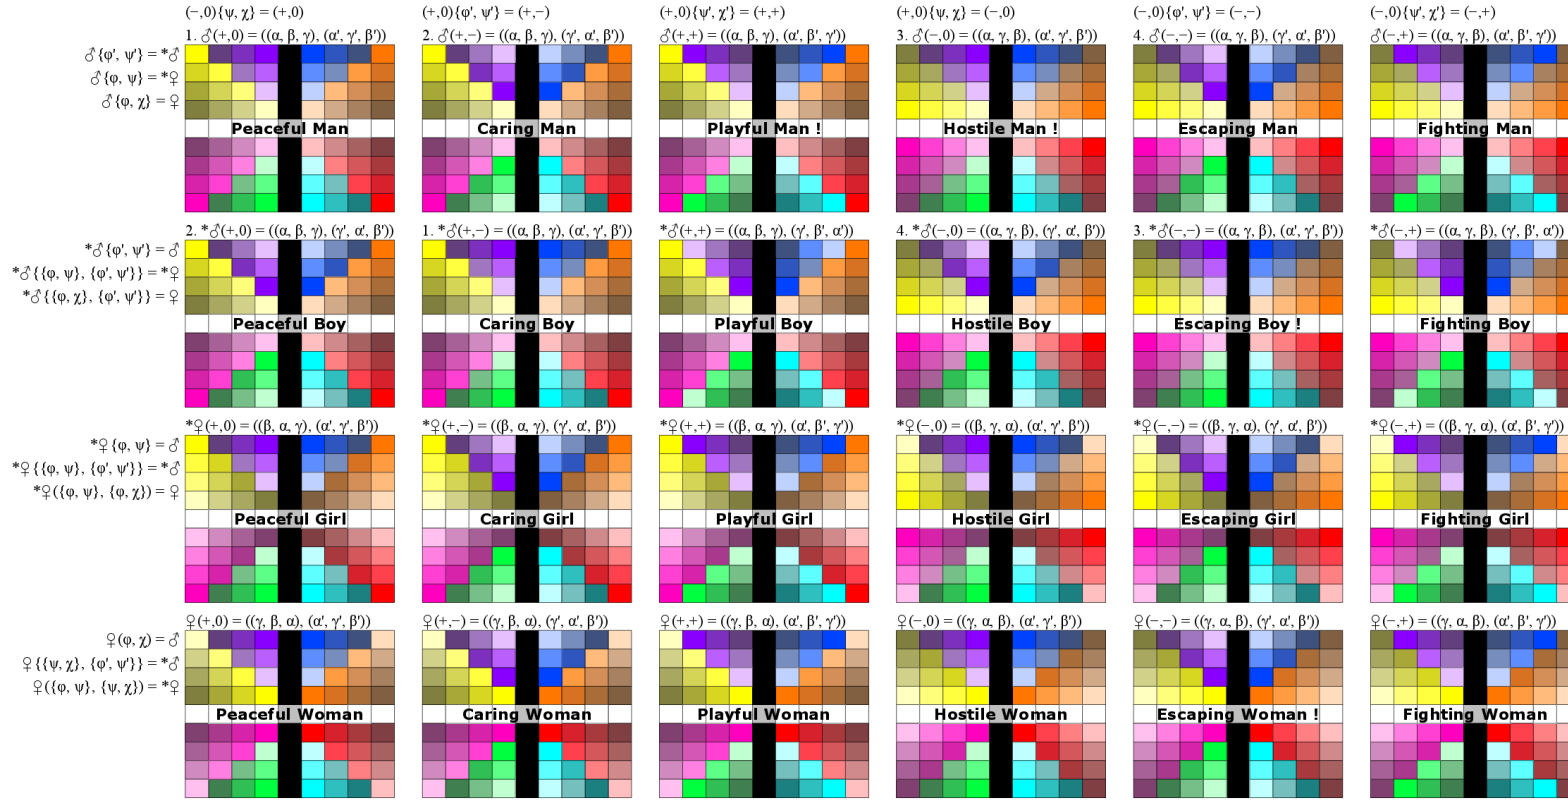 (−,0){ψ, χ} = (+,0) (+,0){φ', ψ'} = (+,−) (+,0){ψ', χ'} = (+,+) (+,0){ψ, χ} = (−,0) (−,0){φ', ψ'} = (−,−) (−,0){ψ', χ'} = (−,+)
1. ♂(+,0) = ((α, β, γ), (α', γ', β')) 2. ♂(+,−) = ((α, β, γ), (γ', α', β')) ♂(+,+) = ((α, β, γ), (α', β', γ')) 3. ♂(−,0) = ((α, γ, β), (α', γ', β')) 4. ♂(−,−) = ((α, γ, β), (γ', α', β')) ♂(−,+) = ((α, γ, β), (α', β', γ'))
♂{φ', ψ'} = *♂
♂{φ, ψ} = *♀
♂{φ, χ} = ♀
Peaceful Man Caring Man Playful Man ! Hostile Man ! Escaping Man Fighting Man
2. *♂(+,0) = ((α, β, γ), (γ', α', β')) 1. *♂(+,−) = ((α, β, γ), (α', γ', β')) *♂(+,+) = ((α, β, γ), (γ', β', α')) 4. *♂(−,0) = ((α, γ, β), (γ', α', β')) 3. *♂(−,−) = ((α, γ, β), (α', γ', β')) *♂(−,+) = ((α, γ, β), (γ', β', α'))
*♂{φ', ψ'} = ♂
*♂{{φ, ψ}, {φ', ψ'}} = *♀
*♂{{φ, χ}, {φ', ψ'}} = ♀
Peaceful Boy Caring Boy Playful Boy Hostile Boy Escaping Boy ! Fighting Boy
*♀(+,0) = ((β, α, γ), (α', γ', β')) *♀(+,−) = ((β, α, γ), (γ', α', β')) *♀(+,+) = ((β, α, γ), (α', β', γ')) *♀(−,0) = ((β, γ, α), (α', γ', β')) *♀(−,−) = ((β, γ, α), (γ', α', β')) *♀(−,+) = ((β, γ, α), (α', β', γ'))
*♀{φ, ψ} = ♂
*♀{{φ, ψ}, {φ', ψ'}} = *♂
*♀({φ, ψ}, {φ, χ}) = ♀
Peaceful Girl Caring Girl Playful Girl Hostile Girl Escaping Girl Fighting Girl
♀(+,0) = ((γ, β, α), (α', γ', β')) ♀(+,−) = ((γ, β, α), (γ', α', β')) ♀(+,+) = ((γ, β, α), (α', β', γ')) ♀(−,0) = ((γ, α, β), (α', γ', β')) ♀(−,−) = ((γ, α, β), (γ', α', β')) ♀(−,+) = ((γ, α, β), (α', β', γ'))
♀(φ, χ) = ♂
♀{{ψ, χ}, {φ', ψ'}} = *♂
♀({φ, ψ}, {ψ, χ}) = *♀
Peaceful Woman Caring Woman Playful Woman Hostile Woman Escaping Woman ! Fighting Woman